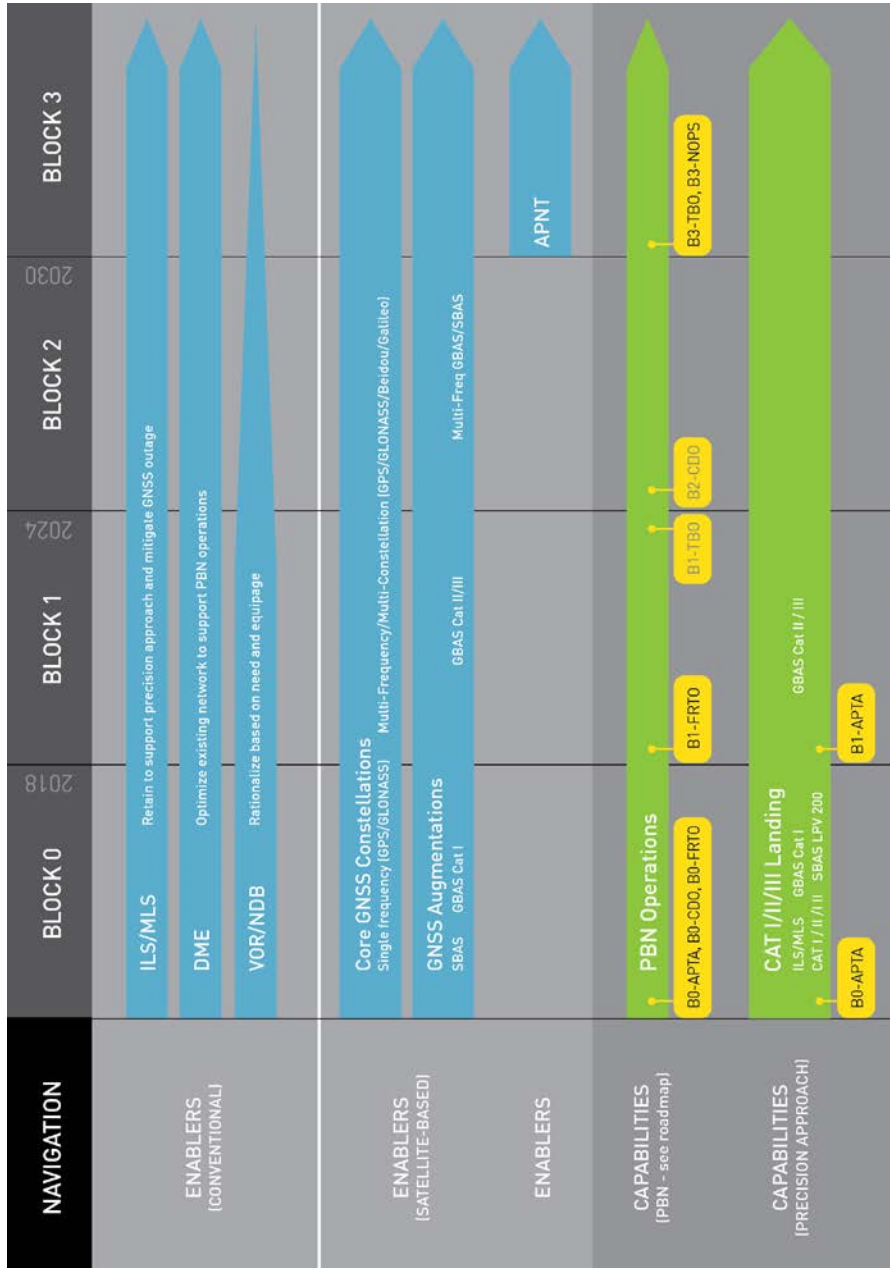 NAVIGATION
BLOCK 0
2018
BLOCK 1
2024
BLOCK 2
2030
BLOCK 3
ENABLERS
(CONVENTIONAL)
ILS/MLS
Retain to support precision approach and mitigate GNSS outage
DME
Optimize existing network to support PBN operations
VOR/NDB
Rationalize based on need and equipage
ENABLERS
(SATELLITE-BASED)
Core GNSS Constellations
Single frequency (GPS/GLONASS)
Multi-Frequency/Multi-Constellation (GPS/GLONASS/Beidou/Galileo)
GNSS Augmentations
SBAS
GBAS Cat I
GBAS Cat II/III
Multi-Freq GBAS/SBAS
ENABLERS
APNT
CAPABILITIES
(PBN - see roadmap)
PBN Operations
B0-APTA, B0-CDO, B0-FRTO
B1-FRTO
B1-TBO
B2-CDO
B3-TBO, B3-NOPS
CAPABILITIES
(PRECISION APPROACH)
CAT I/II/III Landing
ILS/MLS
GBAS Cat I
CAT I / II /III
SBAS LPV 200
GBAS Cat II / III
B0-APTA
B1-APTA